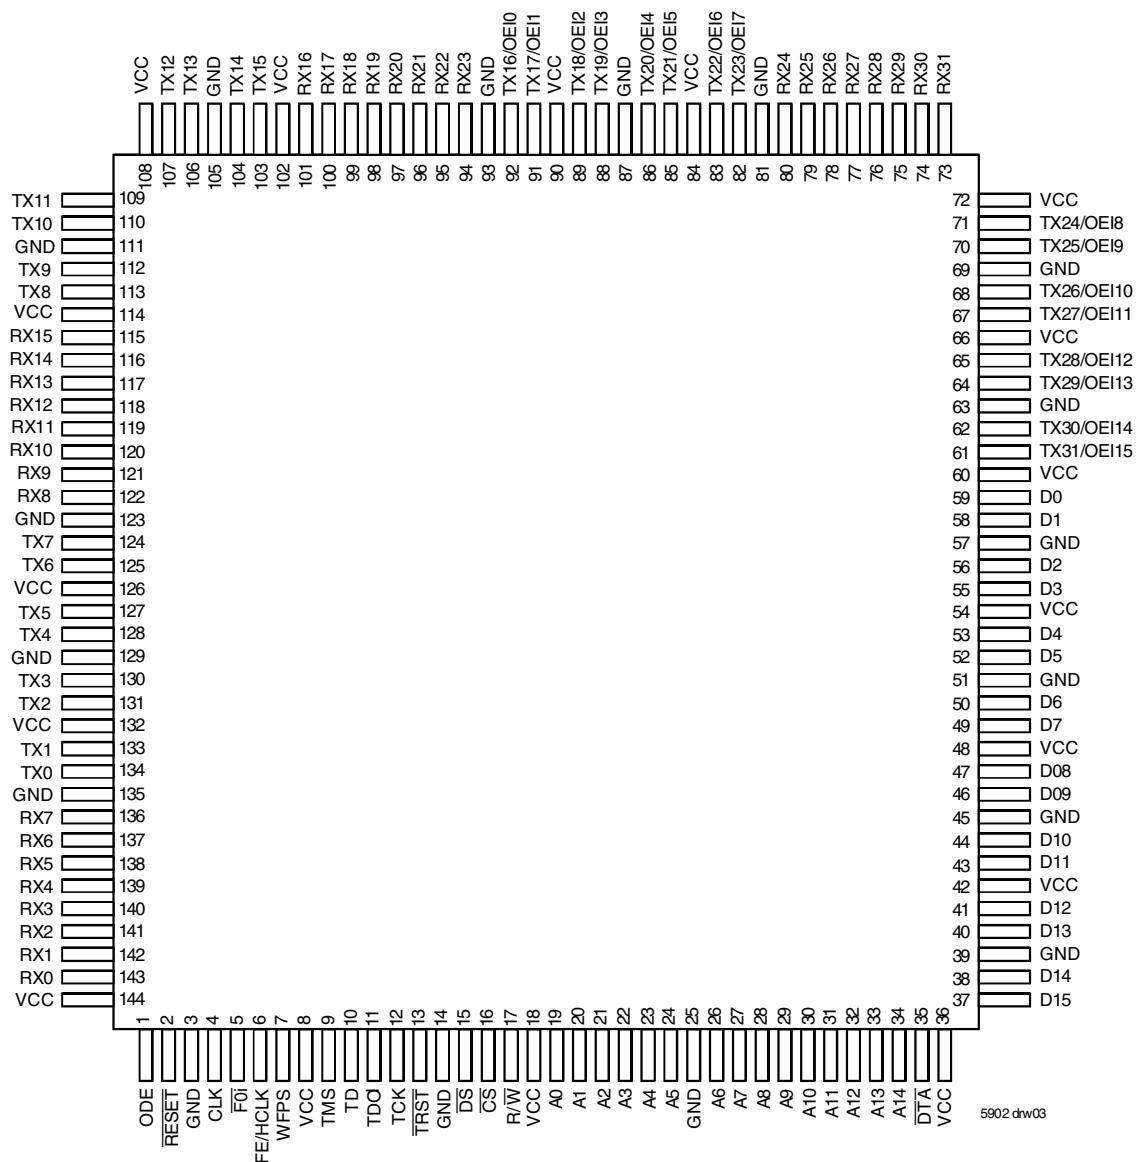 VCC TX12 TX13 GND TX14 TX15 VCC RX16 RX17 RX18 RX19 RX20 RX21 RX22 RX23 GND TX16/OEI0 TX17/OEI1 VCC TX18/OEI2 TX19/OEI3 GND TX20/OEI4 TX21/OEI5 VCC TX22/OEI6 TX23/OEI7 GND RX24 RX25 RX26 RX27 RX28 RX29 RX30 RX31
108 107 106 105 104 103 102 101 100 99 98 97 96 95 94 93 92 91 90 89 88 87 86 85 84 83 82 81 80 79 78 77 76 75 74 73
TX11 109 72 VCC
TX10 110 71 TX24/OEI8
GND 111 70 TX25/OEI9
TX9 112 69 GND
TX8 113 68 TX26/OEI10
VCC 114 67 TX27/OEI11
RX15 115 66 VCC
RX14 116 65 TX28/OEI12
RX13 117 64 TX29/OEI13
RX12 118 63 GND
RX11 119 62 TX30/OEI14
RX10 120 61 TX31/OEI15
RX9 121 60 VCC
RX8 122 59 D0
GND 123 58 D1
TX7 124 57 GND
TX6 125 56 D2
VCC 126 55 D3
TX5 127 54 VCC
TX4 128 53 D4
GND 129 52 D5
TX3 130 51 GND
TX2 131 50 D6
VCC 132 49 D7
TX1 133 48 VCC
TX0 134 47 D08
GND 135 46 D09
RX7 136 45 GND
RX6 137 44 D10
RX5 138 43 D11
RX4 139 42 VCC
RX3 140 41 D12
RX2 141 40 D13
RX1 142 39 GND
RX0 143 38 D14
VCC 144 37 D15
1 2 3 4 5 6 7 8 9 10 11 12 13 14 15 16 17 18 19 20 21 22 23 24 25 26 27 28 29 30 31 32 33 34 35 36
ODE RESET GND CLK F0i FE/HCLK WFPS VCC TMS TDI TDO TCK TRST GND DS CS R/W VCC A0 A1 A2 A3 A4 A5 GND A6 A7 A8 A9 A10 A11 A12 A13 A14 DTA VCC
5902 drw03